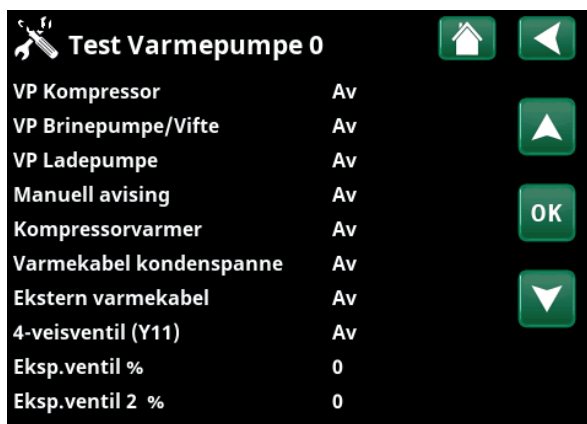 Test Varmepumpe 0
VP Kompressor Av
VP Brinepumpe/Vifte Av
VP Ladepumpe Av
Manuell avising Av
OK
Kompressorvarmer Av
Varmekabel kondenspanne Av
Ekstern varmekabel Av
4-veisventil (Y11) Av
Eksp.ventil % 0
Eksp.ventil 2 % 0